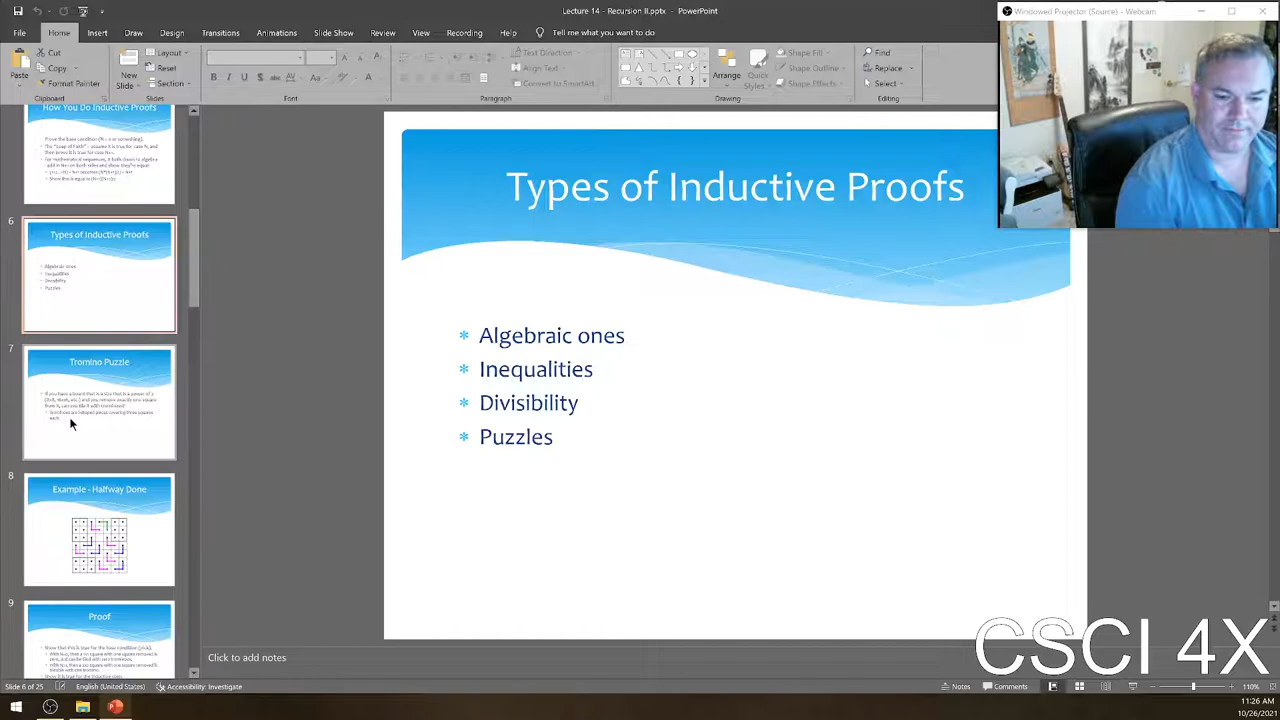 Lecture 14 - Recursion II.pptx - PowerPoint
Windowed Projector (Source) - Webcam
File Home Insert Draw Design Transitions Animations Slide Show Review View Recording Help Tell me what you want to do
Paste
Cut
Copy
Format Painter
Clipboard
New
Slide
Layout
Reset
Section
Slides
Font
Text Direction
Align Text
Convert to SmartArt
Paragraph
Arrange
Quick
Styles
Shape Fill
Shape Outline
Shape Effects
Drawing
Find
Replace
Select
Editing
How You Do Inductive Proofs
6
Types of Inductive Proofs
Algebraic ones
Inequalities
Divisibility
Puzzles
7
Tromino Puzzle
8
Example - Halfway Done
9
Proof
Types of Inductive Proofs
* Algebraic ones
* Inequalities
* Divisibility
* Puzzles
CSCI 4X
Click to add notes
Slide 6 of 25
English (United States)
Accessibility: Investigate
Notes
Comments
110%
11:26 AM
10/26/2021